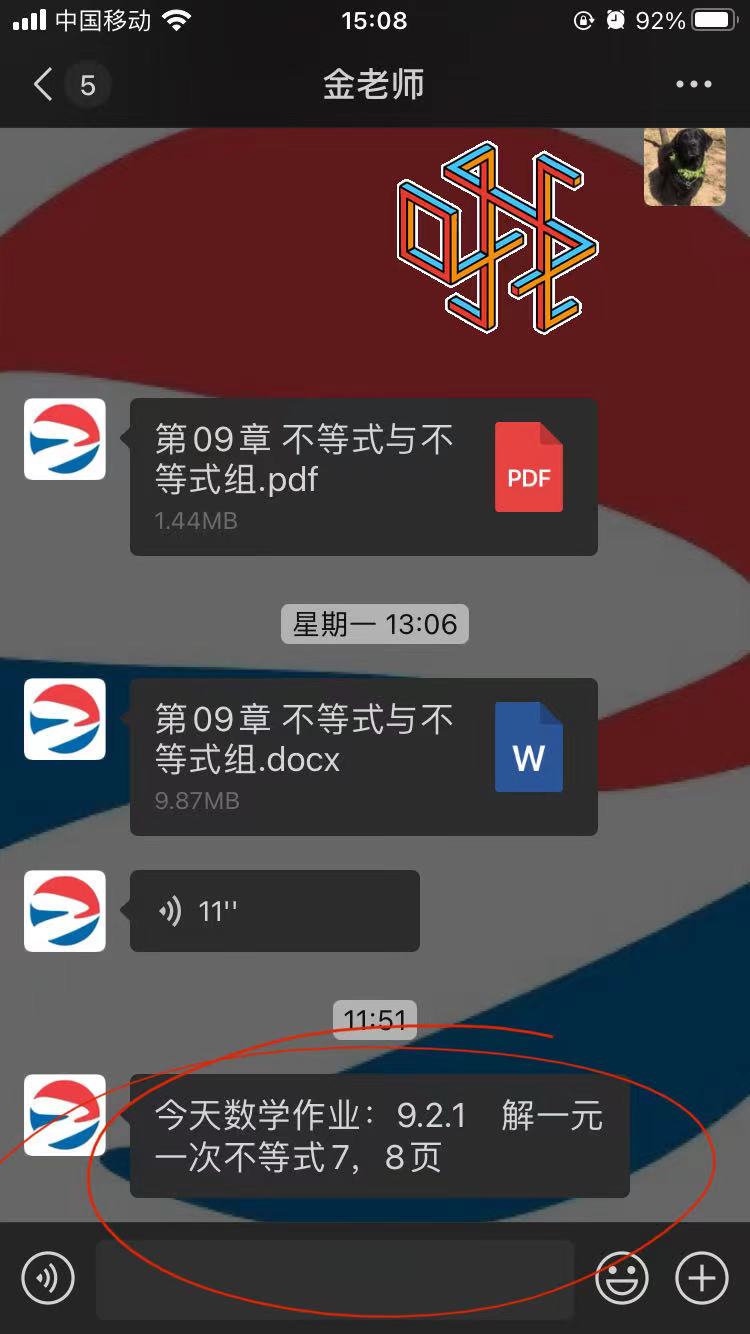 中国移动 15:08 92%
5 金老师
第09章 不等式与不
等式组.pdf
PDF
1.44MB
星期一 13:06
第09章 不等式与不
等式组.docx
W
9.87MB
11''
11:51
今天数学作业：9.2.1 解一元
一次不等式7，8页